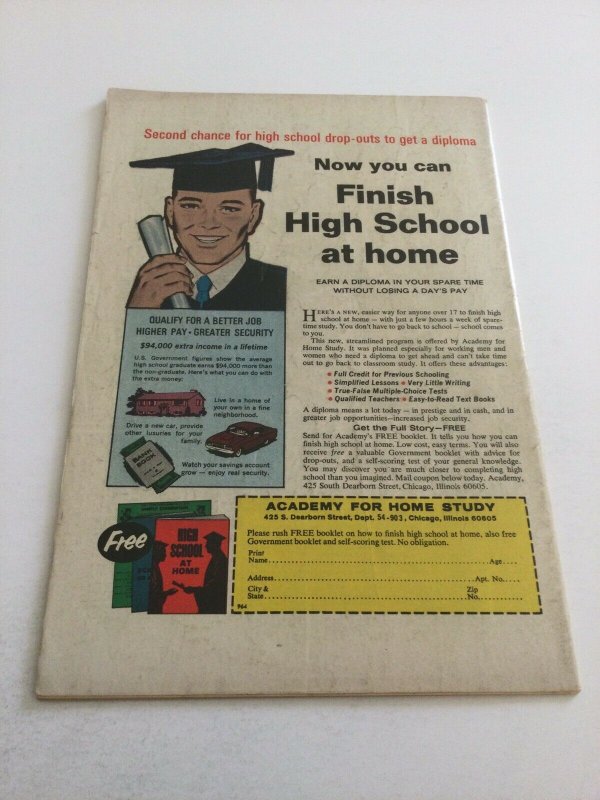 Second chance for high school drop-outs to get a diploma
Now you can
Finish
High School
at home
EARN A DIPLOMA IN YOUR SPARE TIME
WITHOUT LOSING A DAY'S PAY
QUALIFY FOR A BETTER JOB
HIGHER PAY • GREATER SECURITY
$94,000 extra income in a lifetime
U.S. Government figures show the average
high school graduate earns $94,000 more than
the non-graduate. Here's what you can do with
the extra money:
Live in a home of
your own in a fine
neighborhood.
Drive a new car, provide
other luxuries for your
family.
BANK
BOOK
Watch your savings account
grow — enjoy real security.
HERE'S A NEW, easier way for anyone over 17 to finish high
school at home — with just a few hours a week of spare-
time study. You don't have to go back to school — school comes
to you.
This new, streamlined program is offered by Academy for
Home Study. It was planned especially for working men and
women who need a diploma to get ahead and can't take time
out to go back to classroom study. It offers these advantages:
• Full Credit for Previous Schooling
• Simplified Lessons • Very Little Writing
• True-False Multiple-Choice Tests
• Qualified Teachers • Easy-to-Read Text Books
A diploma means a lot today — in prestige and in cash, and in
greater job opportunities—increased job security.
Get the Full Story—FREE
Send for Academy's FREE booklet. It tells you how you can
finish high school at home. Low cost, easy terms. You will also
receive free a valuable Government booklet with advice for
drop-outs, and a self-scoring test of your general knowledge.
You may discover you are much closer to completing high
school than you imagined. Mail coupon below today. Academy,
425 South Dearborn Street, Chicago, Illinois 60605.
Free
HIGH
SCHOOL
AT
HOME
ACADEMY FOR HOME STUDY
425 S. Dearborn Street, Dept. 54-903, Chicago, Illinois 60605
Please rush FREE booklet on how to finish high school at home, also free
Government booklet and self-scoring test. No obligation.
Print
Name Age
Address Apt. No.
City & Zip
State No.
964